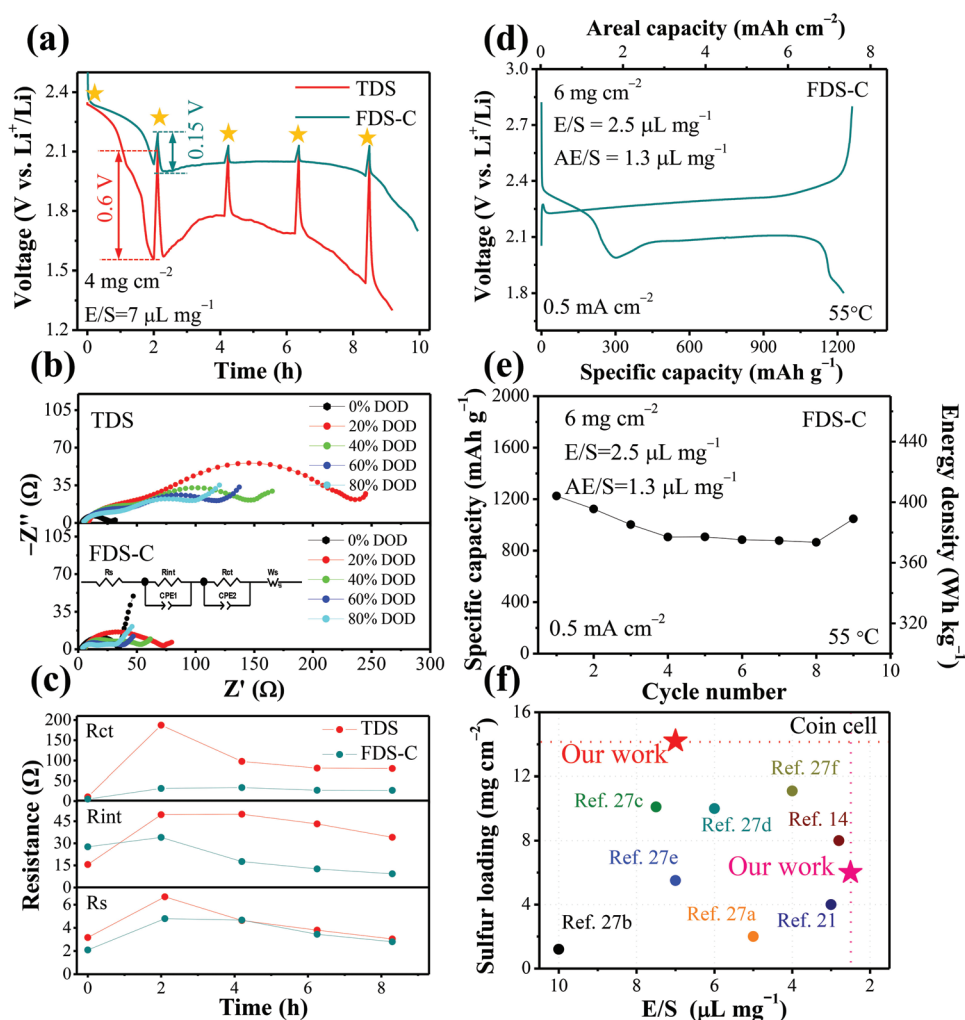 (a)
TDS
FDS-C
0.15 V
0.6 V
4 mg cm⁻²
E/S=7 μL mg⁻¹
Voltage (V vs. Li⁺/Li)
2.4
2.1
1.8
1.5
1.2
0 2 4 6 8 10
Time (h)
(b)
TDS
0% DOD
20% DOD
40% DOD
60% DOD
80% DOD
FDS-C
0% DOD
20% DOD
40% DOD
60% DOD
80% DOD
Rs Rint Rct Ws
CPE1 CPE2
−Z'' (Ω)
105
70
35
0
105
70
35
0
0 50 100 150 200 250 300
Z' (Ω)
(c)
Rct
TDS
FDS-C
Rint
Rs
Resistance (Ω)
200
150
100
50
0
45
30
15
0
6
4
2
0
0 2 4 6 8
Time (h)
(d)
Areal capacity (mAh cm⁻²)
0 2 4 6 8
6 mg cm⁻²
FDS-C
E/S = 2.5 μL mg⁻¹
AE/S = 1.3 μL mg⁻¹
0.5 mA cm⁻²
55°C
Voltage (V vs. Li⁺/Li)
3.0
2.7
2.4
2.1
1.8
0 300 600 900 1200
Specific capacity (mAh g⁻¹)
(e)
6 mg cm⁻²
FDS-C
E/S=2.5 μL mg⁻¹
AE/S=1.3 μL mg⁻¹
0.5 mA cm⁻²
55 °C
Specific capacity (mAh g⁻¹)
2000
1600
1200
800
400
0
Energy density (Wh kg⁻¹)
440
400
360
320
2 4 6 8 10
Cycle number
(f)
Coin cell
Our work
Ref. 27f
Ref. 27c
Ref. 27d
Ref. 14
Ref. 27e
Our work
Ref. 27b
Ref. 27a
Ref. 21
Sulfur loading (mg cm⁻²)
16
12
8
4
0
10 8 6 4 2
E/S (μL mg⁻¹)